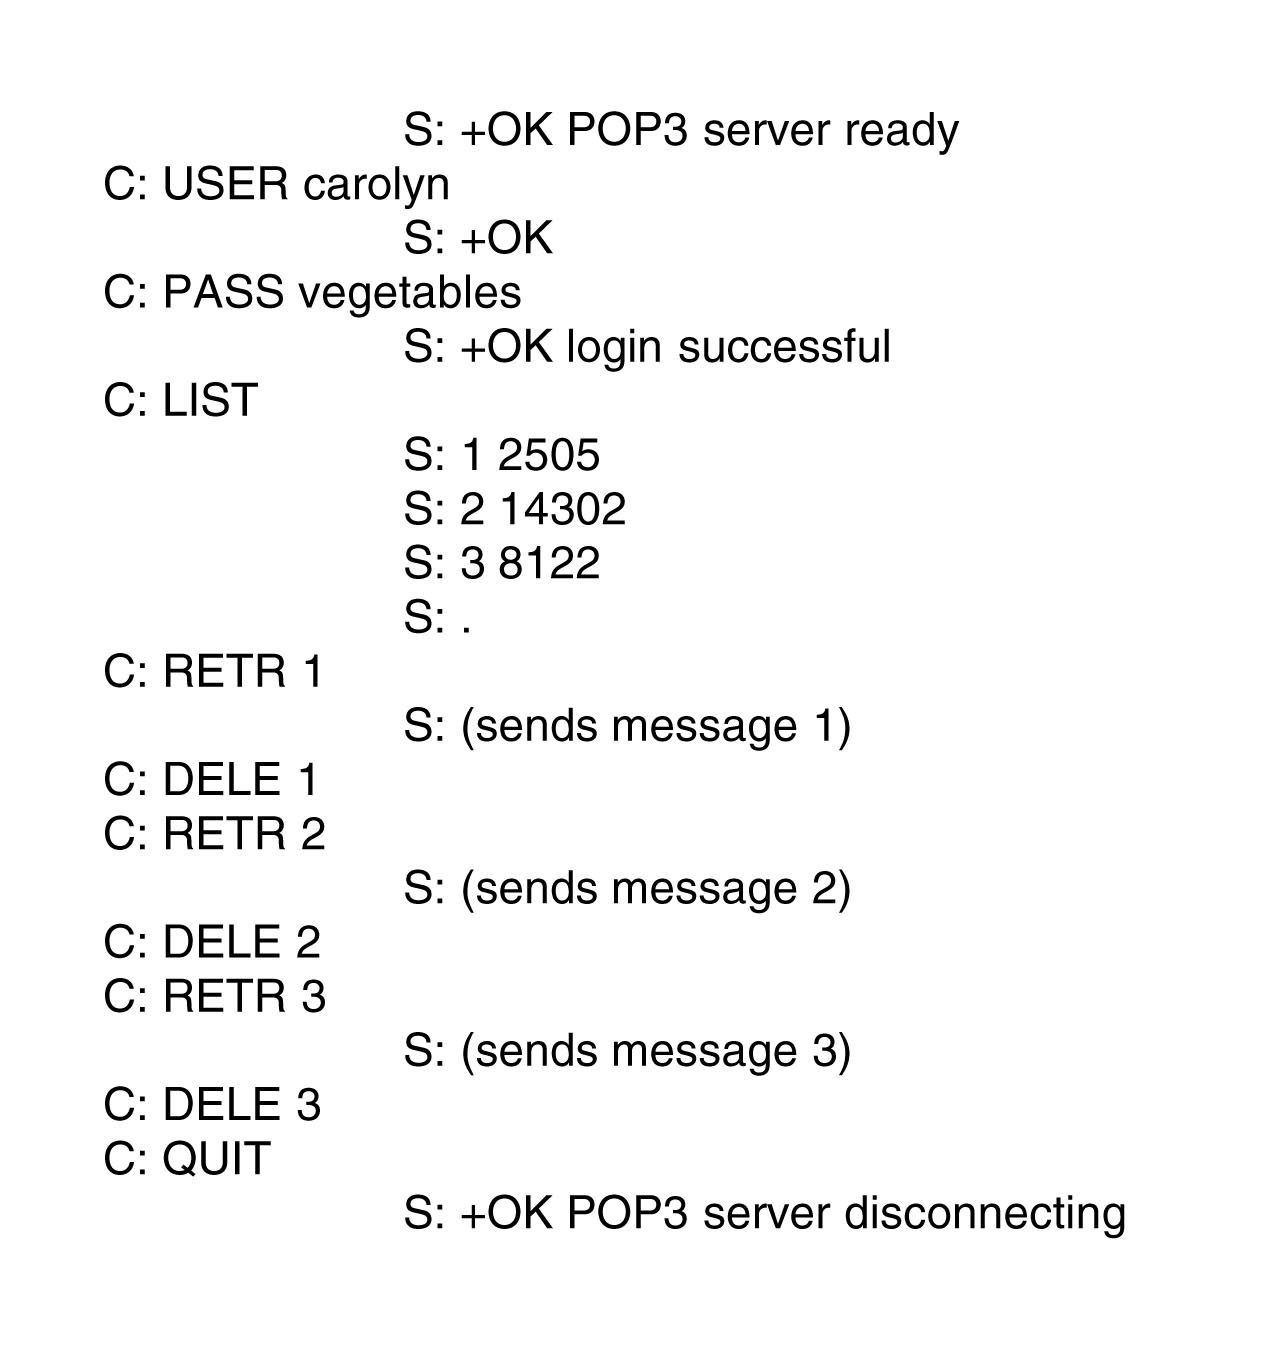 S: +OK POP3 server ready
C: USER carolyn
S: +OK
C: PASS vegetables
S: +OK login successful
C: LIST
S: 1 2505
S: 2 14302
S: 3 8122
S: .
C: RETR 1
S: (sends message 1)
C: DELE 1
C: RETR 2
S: (sends message 2)
C: DELE 2
C: RETR 3
S: (sends message 3)
C: DELE 3
C: QUIT
S: +OK POP3 server disconnecting